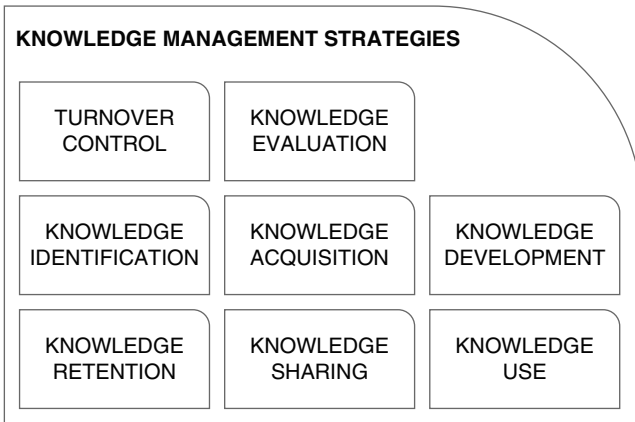 KNOWLEDGE MANAGEMENT STRATEGIES
TURNOVER
CONTROL
KNOWLEDGE
EVALUATION
KNOWLEDGE
IDENTIFICATION
KNOWLEDGE
ACQUISITION
KNOWLEDGE
DEVELOPMENT
KNOWLEDGE
RETENTION
KNOWLEDGE
SHARING
KNOWLEDGE
USE